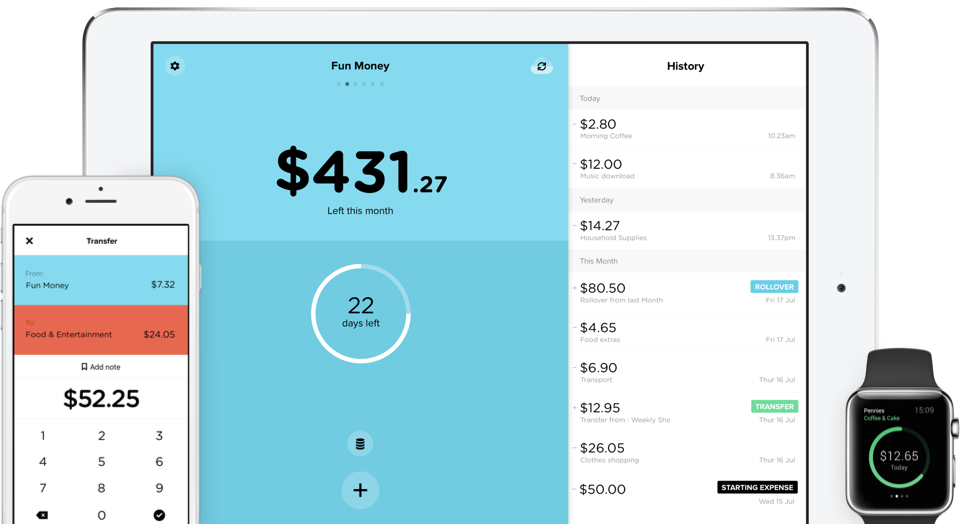 Fun Money
$431.27
Left this month
22
days left
History
Today
$2.80
Morning Coffee
10.23am
$12.00
Music download
8.36am
Yesterday
$14.27
Household Supplies
13.37pm
This Month
$80.50
ROLLOVER
Rollover from last Month
Fri 17 Jul
$4.65
Food extras
Fri 17 Jul
$6.90
Transport
Thur 16 Jul
$12.95
TRANSFER
Transfer from : Weekly Sho
Thur 16 Jul
$26.05
Clothes shopping
Thur 16 Jul
$50.00
STARTING EXPENSE
Wed 15 Jul
Transfer
From:
Fun Money
$7.32
To:
Food & Entertainment
$24.05
Add note
$52.25
1 2 3
4 5 6
7 8 9
0
Pennies
15:09
Coffee & Cake
$12.65
Today